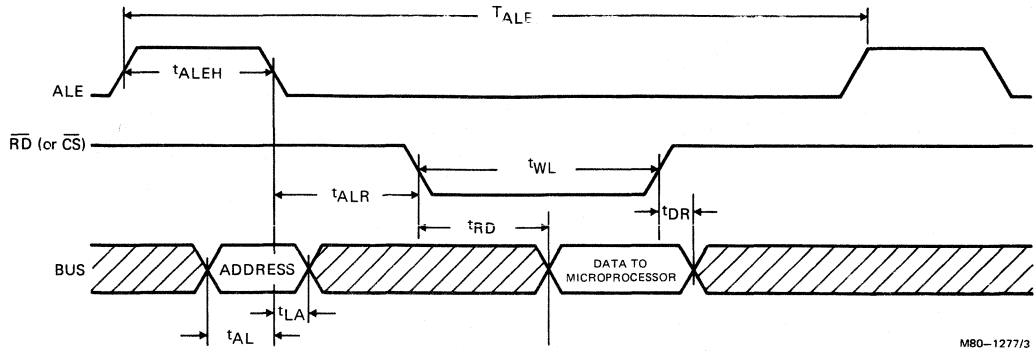 TALE
tALEH
ALE
RD (or CS)
tWL
tALR
tDR
tRD
BUS
ADDRESS
DATA TO
MICROPROCESSOR
tLA
tAL
M80–1277/3